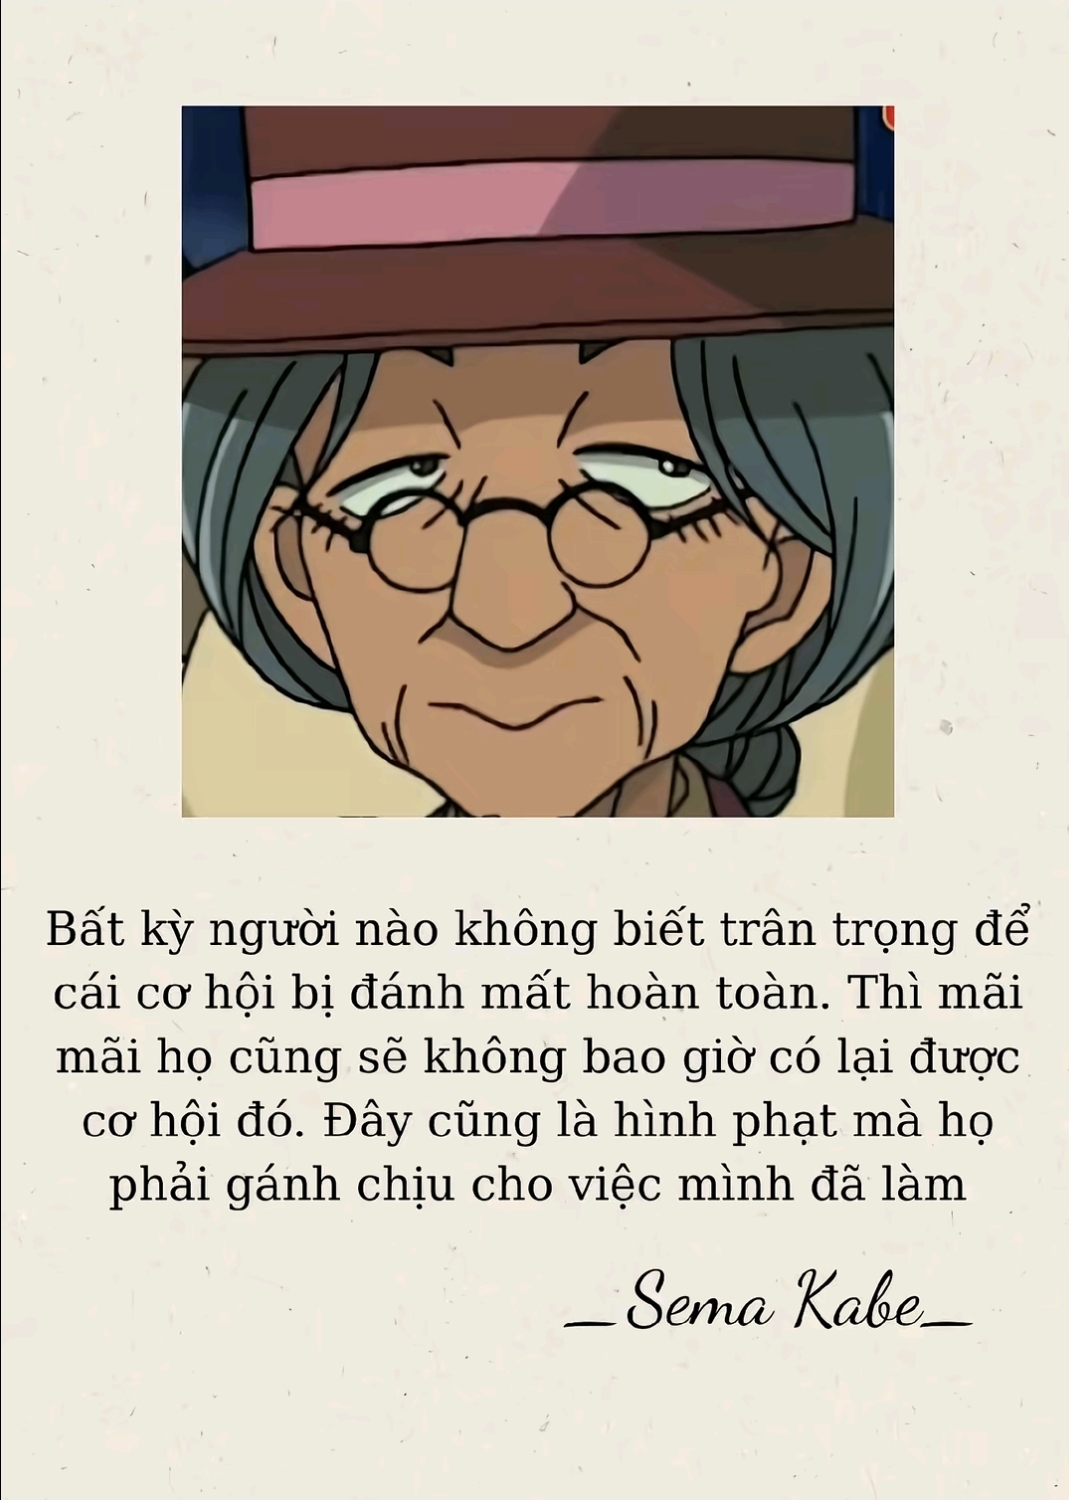 Bất kỳ người nào không biết trân trọng để
cái cơ hội bị đánh mất hoàn toàn. Thì mãi
mãi họ cũng sẽ không bao giờ có lại được
cơ hội đó. Đây cũng là hình phạt mà họ
phải gánh chịu cho việc mình đã làm
_Sema Kabe_